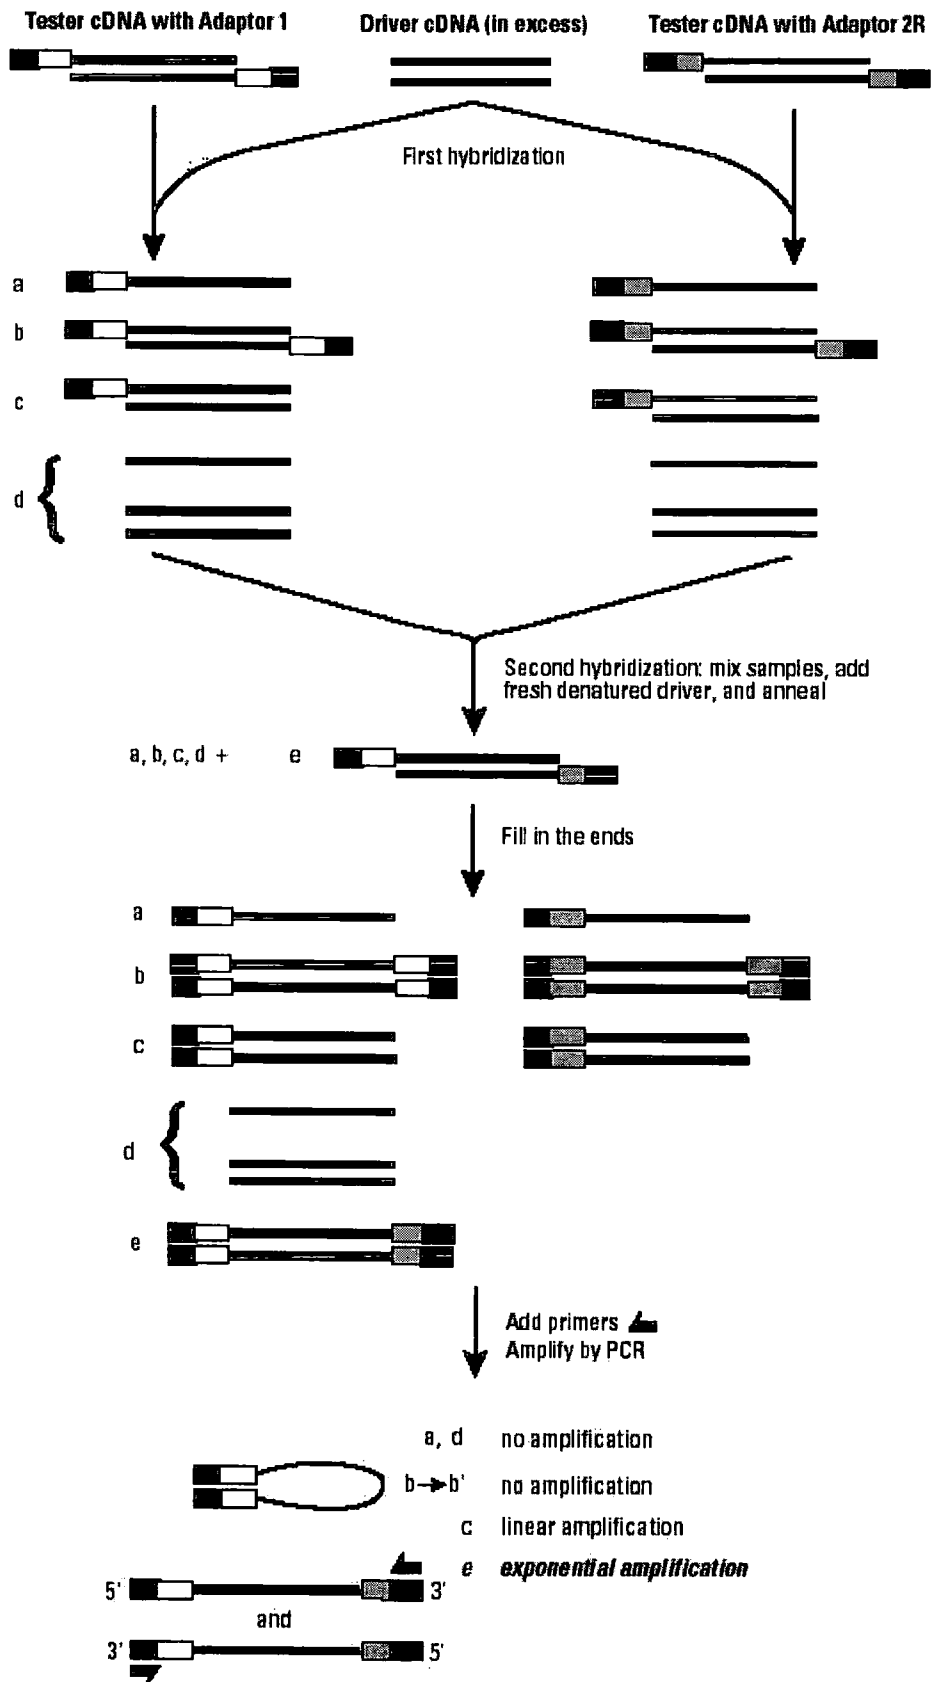 Tester cDNA with Adaptor 1
Driver cDNA (in excess)
Tester cDNA with Adaptor 2R
First hybridization
a
b
c
d
Second hybridization: mix samples, add
fresh denatured driver, and anneal
a, b, c, d + e
Fill in the ends
a
b
c
d
e
Add primers
Amplify by PCR
a, d no amplification
b→b' no amplification
c linear amplification
e exponential amplification
5' 3'
and
3' 5'